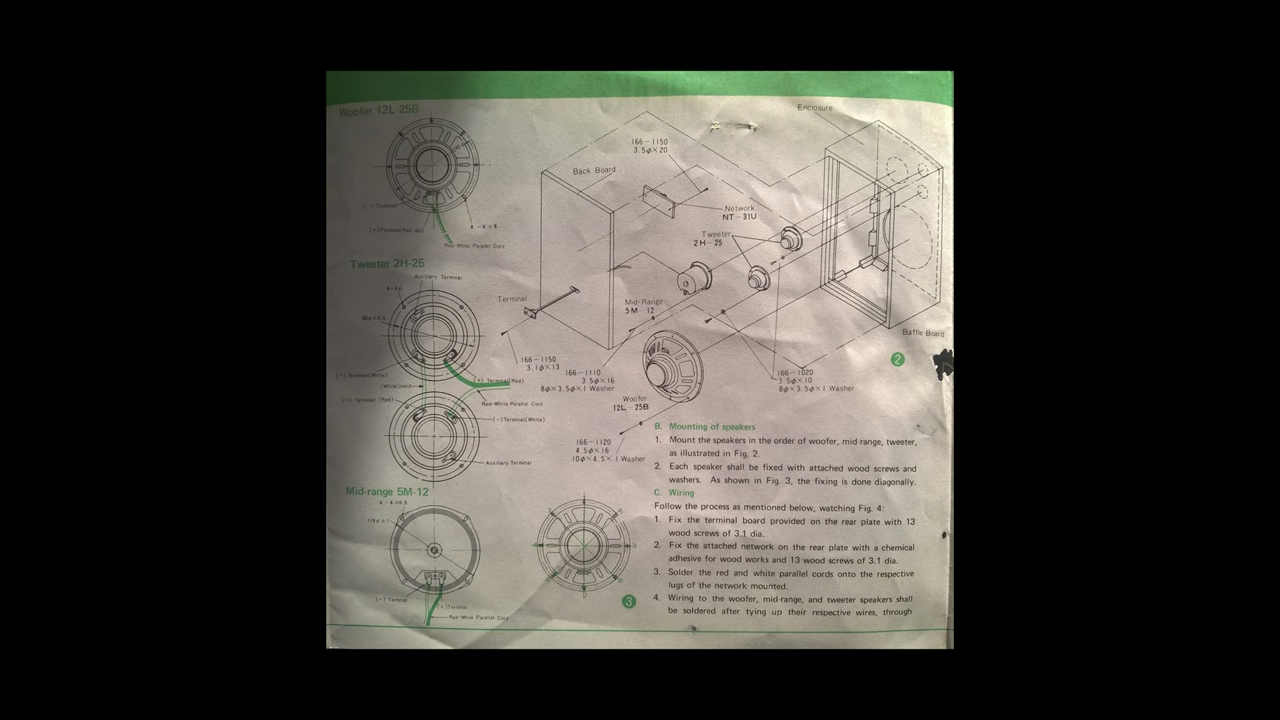 Woofer 12L-25B
(-) Terminal
(+)Terminal(Red dot)
8-6×8
Red-White Parallel Cord
Tweeter 2H-25
Auxiliary Terminal
(-) Terminal(White)
(White)cord
(+) Terminal(Red)
(+) Terminal (Red)
Red-White Parallel Cord
(-)Terminal(White)
Auxiliary Terminal
Mid-range 5M-12
(-) Terminal
(+)Terminal
Red-White Parallel Cord
Enclosure
166-1150
3.5φ×20
Back Board
Network
NT-31U
Tweeter
2H-25
Terminal
Mid-Range
5M-12
Baffle Board
2
166-1150
3.1φ×13
166-1110
3.5φ×16
8φ×3.5φ×1 Washer
166-1020
3.5φ×10
8φ×3.5φ×1 Washer
Woofer
12L-25B
166-1120
4.5φ×16
10φ×4.5×1 Washer
3
B. Mounting of speakers
1. Mount the speakers in the order of woofer, mid-range, tweeter,
as illustrated in Fig. 2.
2. Each speaker shall be fixed with attached wood screws and
washers. As shown in Fig. 3, the fixing is done diagonally.
C. Wiring
Follow the process as mentioned below, watching Fig. 4:
1. Fix the terminal board provided on the rear plate with 13
wood screws of 3.1 dia.
2. Fix the attached network on the rear plate with a chemical
adhesive for wood works and 13 wood screws of 3.1 dia.
3. Solder the red and white parallel cords onto the respective
lugs of the network mounted.
4. Wiring to the woofer, mid-range, and tweeter speakers shall
be soldered after tying up their respective wires, through